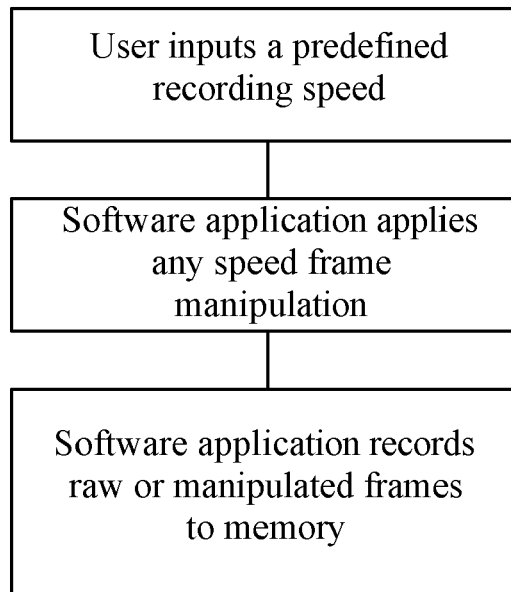 User inputs a predefined
recording speed
Software application applies
any speed frame
manipulation
Software application records
raw or manipulated frames
to memory